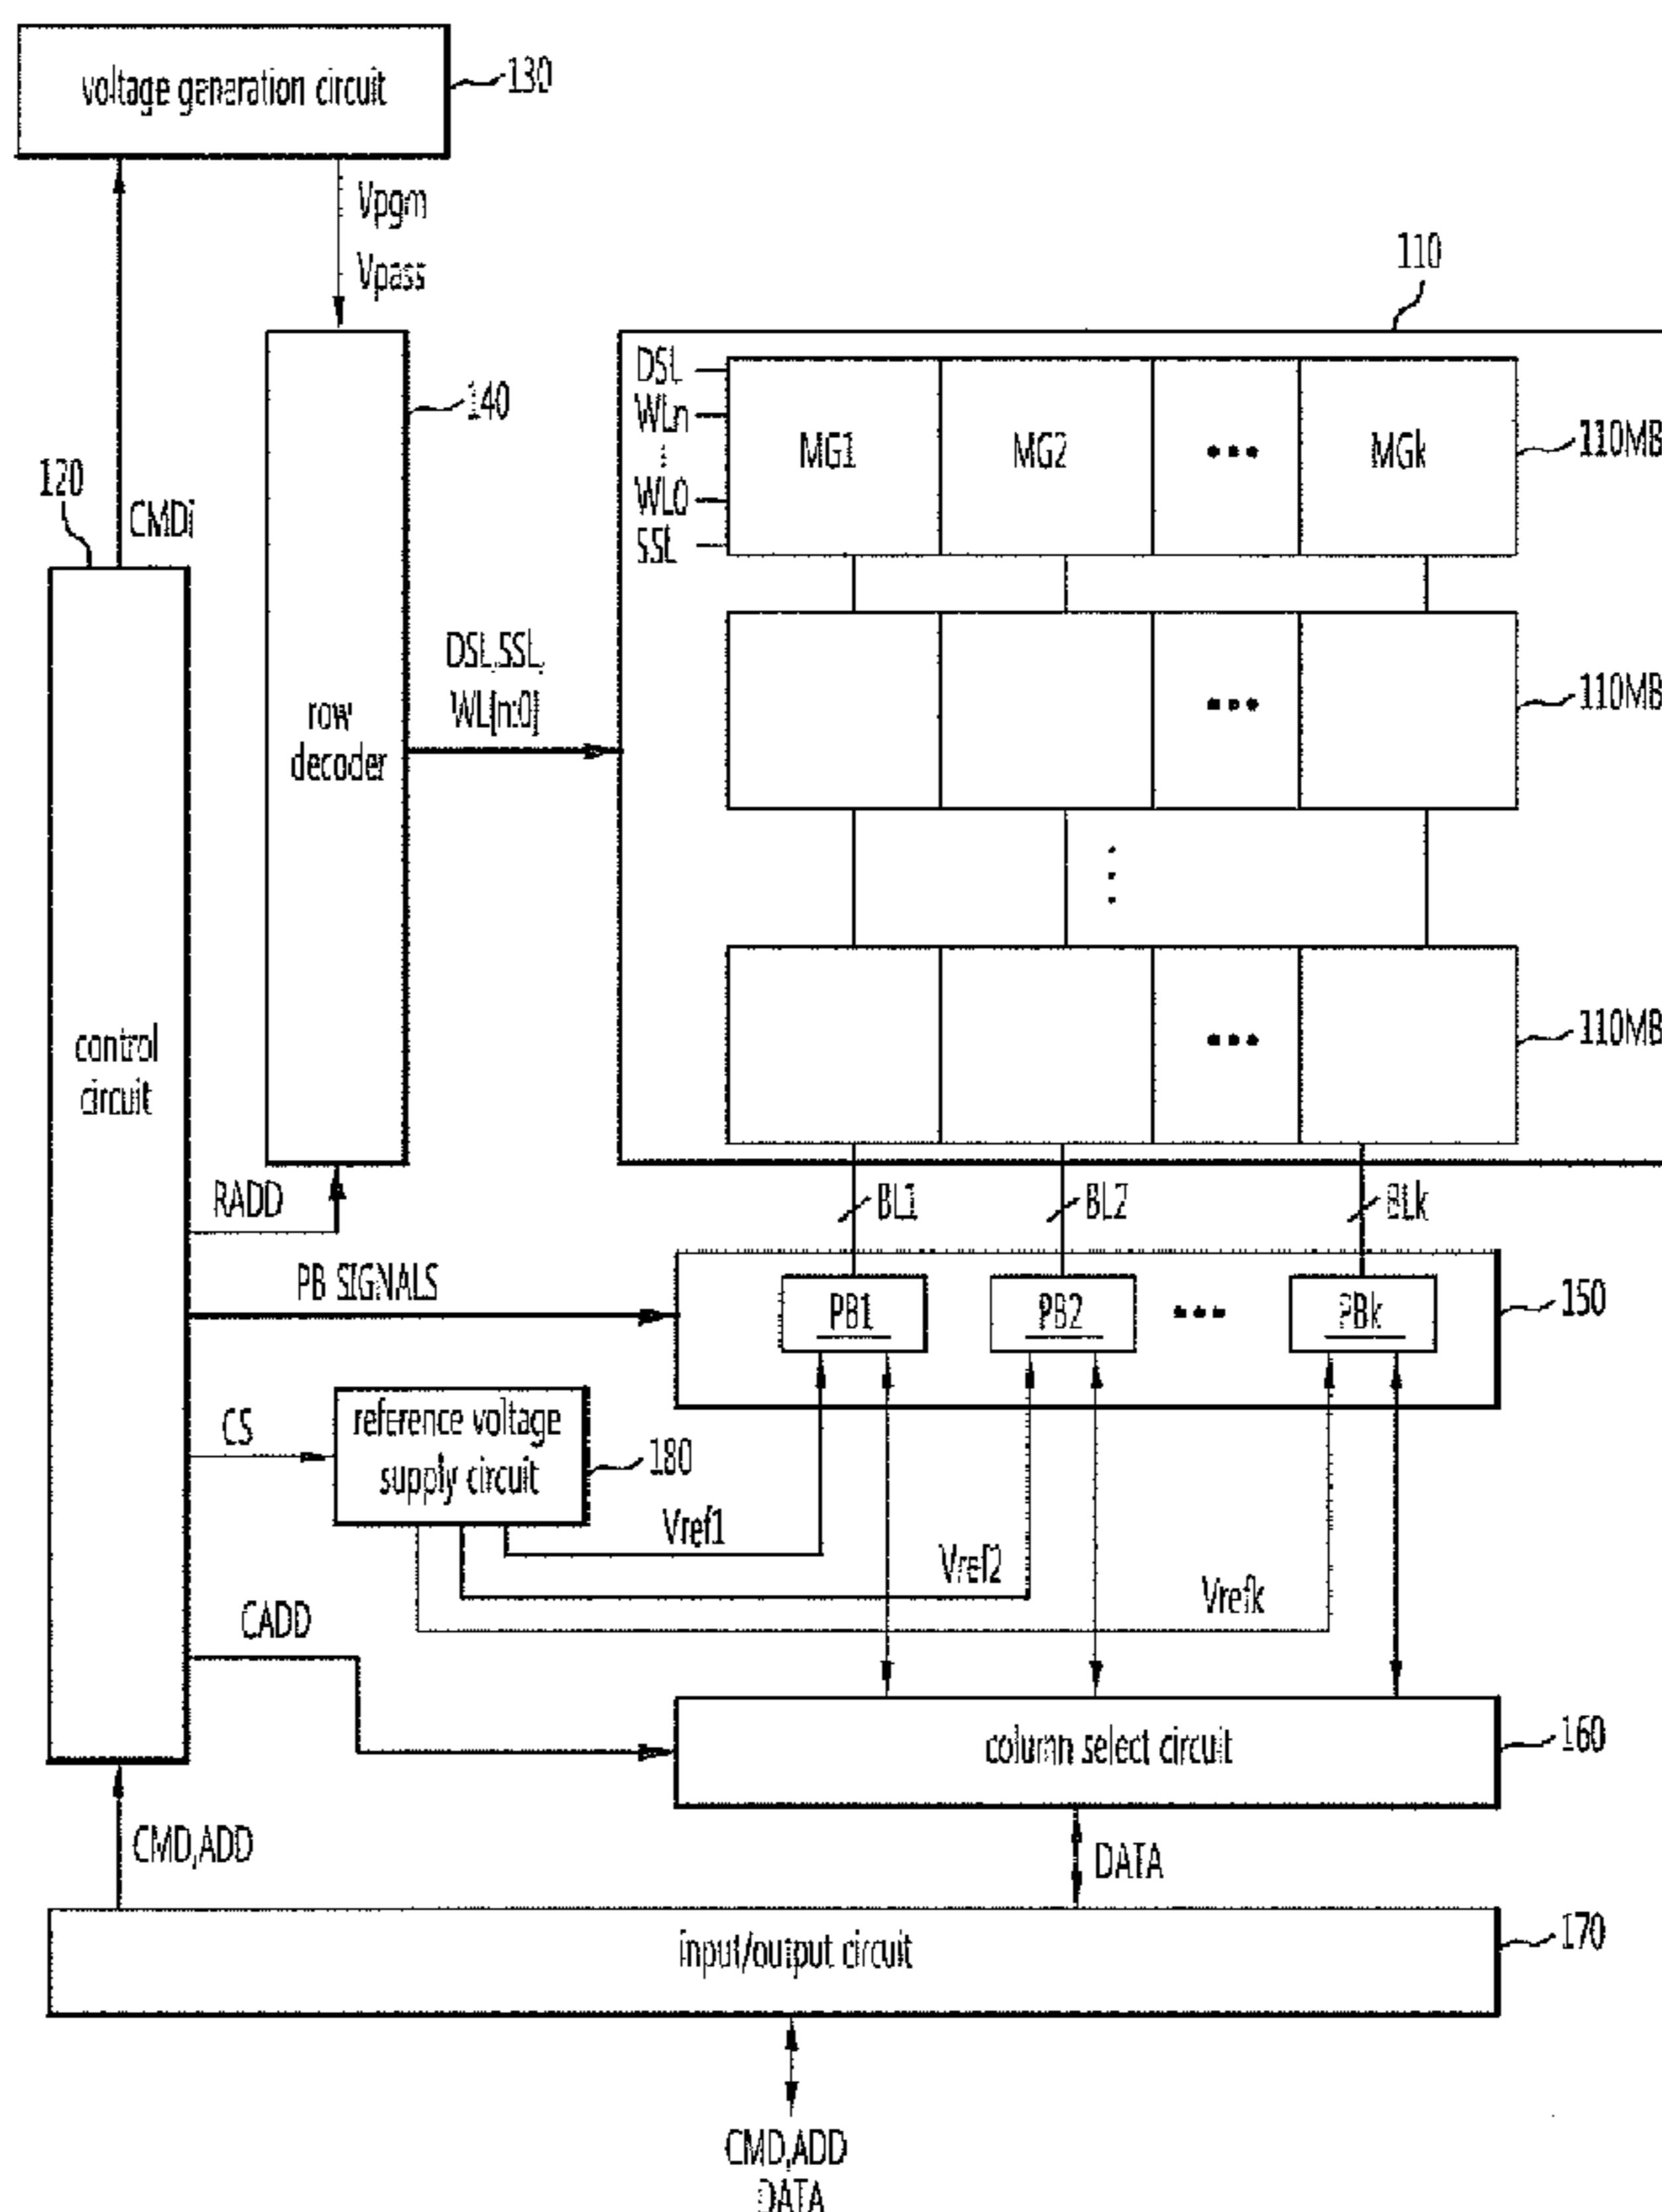 voltage generation circuit
130
Vpgm
Vpass
110
140
DSL
WLn
WL0
SSL
MG1
MG2
MGk
110MB
120
CMDi
DSL,SSL,
WL[n:0]
row
decoder
110MB
control
circuit
110MB
RADD
BL1
BL2
BLk
PB SIGNALS
PB1
PB2
PBk
150
CS
reference voltage
supply circuit
180
Vref1
Vref2
Vrefk
CADD
column select circuit
160
CMD,ADD
DATA
input/output circuit
170
CMD,ADD
DATA